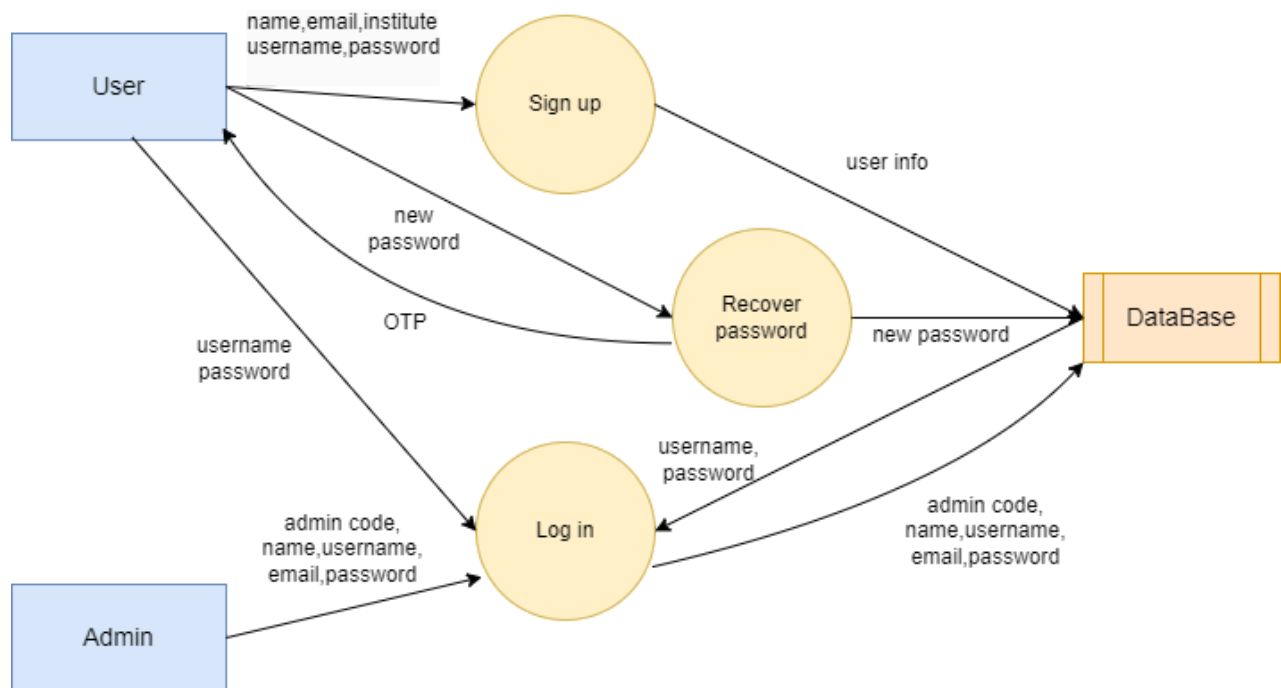 name,email,institute
username,password
User
Sign up
user info
new
password
Recover
password
new password
DataBase
OTP
username
password
username,
password
admin code,
name,username,
email,password
Log in
admin code,
name,username,
email,password
Admin